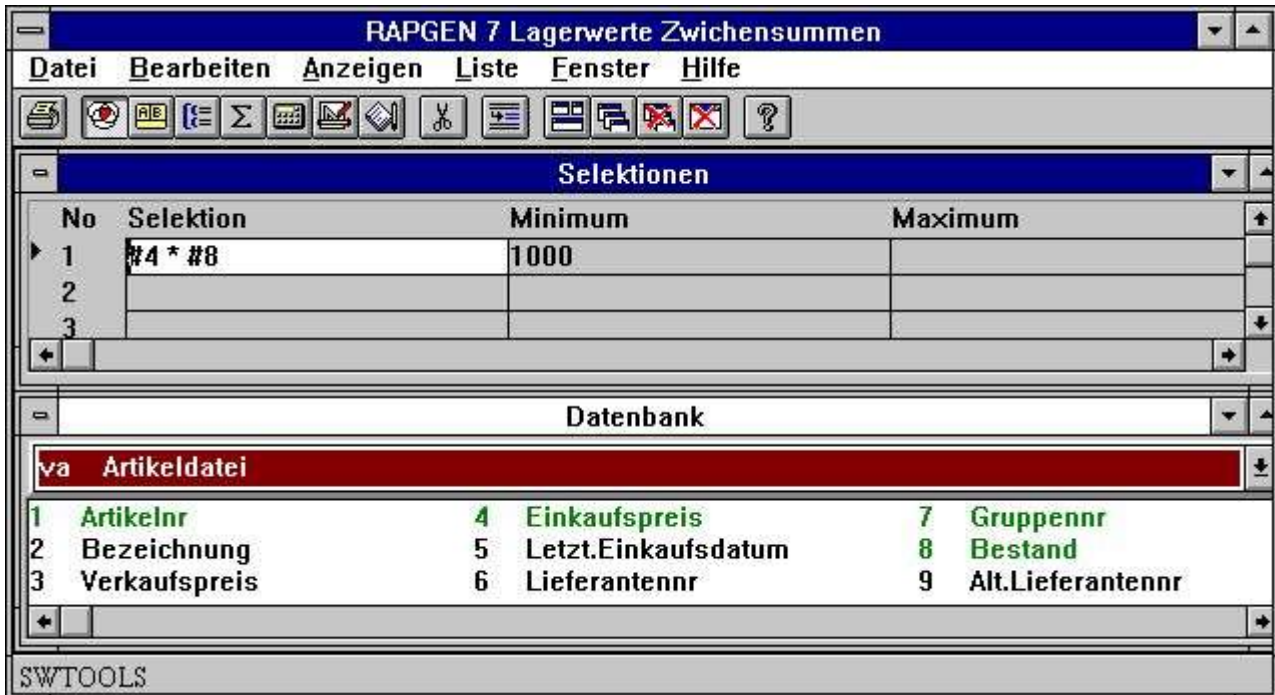 RAPGEN 7 Lagerwerte Zwichensummen
Datei Bearbeiten Anzeigen Liste Fenster Hilfe
Selektionen
No Selektion Minimum Maximum
1 #4 * #8 1000
2
3
Datenbank
va Artikeldatei
1 Artikelnr 4 Einkaufspreis 7 Gruppennr
2 Bezeichnung 5 Letzt.Einkaufsdatum 8 Bestand
3 Verkaufspreis 6 Lieferantennr 9 Alt.Lieferantennr
SWTOOLS